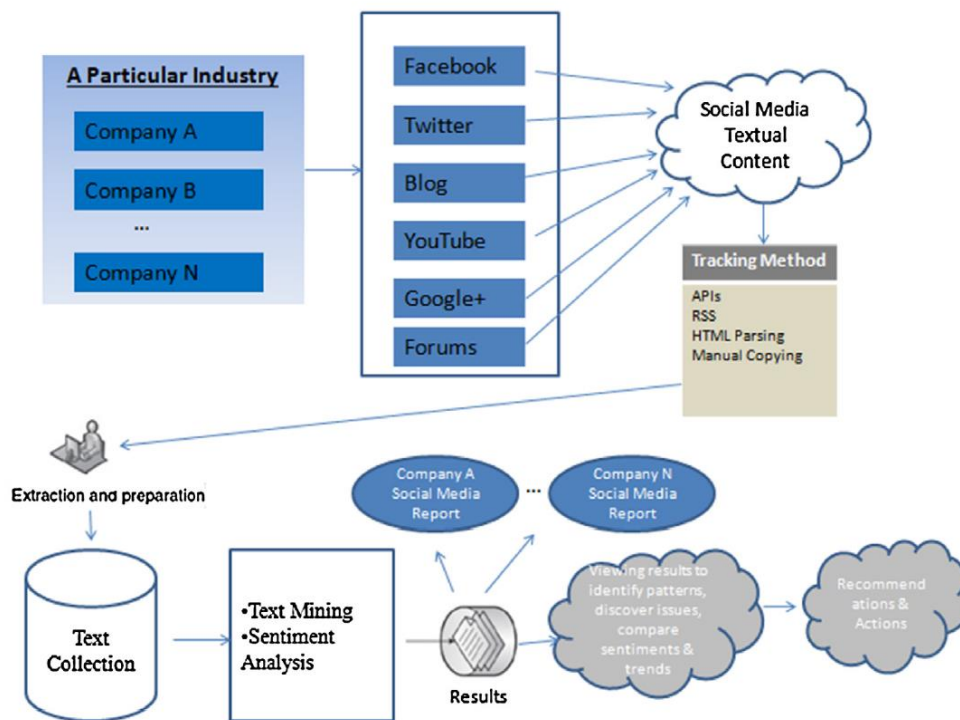 A Particular Industry
Company A
Company B
...
Company N
Facebook
Twitter
Blog
YouTube
Google+
Forums
Social Media
Textual
Content
Tracking Method
APIs
RSS
HTML Parsing
Manual Copying
Extraction and preparation
Company A
Social Media
Report
...
Company N
Social Media
Report
Text
Collection
•Text Mining
•Sentiment
Analysis
Results
Viewing results to
identify patterns,
discover issues,
compare
sentiments &
trends
Recommend
ations &
Actions